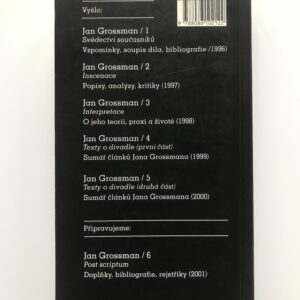 Vyšlo:
Jan Grossman / 1
Svědectví současníků
Vzpomínky, soupis díla, bibliografie /1996)
Jan Grossman / 2
Inscenace
Popisy, analýzy, kritiky (1997)
Jan Grossman / 3
Interpretace
O jeho teorii, praxi a životě (1998)
Jan Grossman / 4
Texty o divadle (první část)
Sumář článků Jana Grossmana (1999)
Jan Grossman / 5
Texty o divadle (druhá část)
Sumář článků Jana Grossmana (2000)
Připravujeme:
Jan Grossman / 6
Post scriptum
Doplňky, bibliografie, rejstříky (2001)